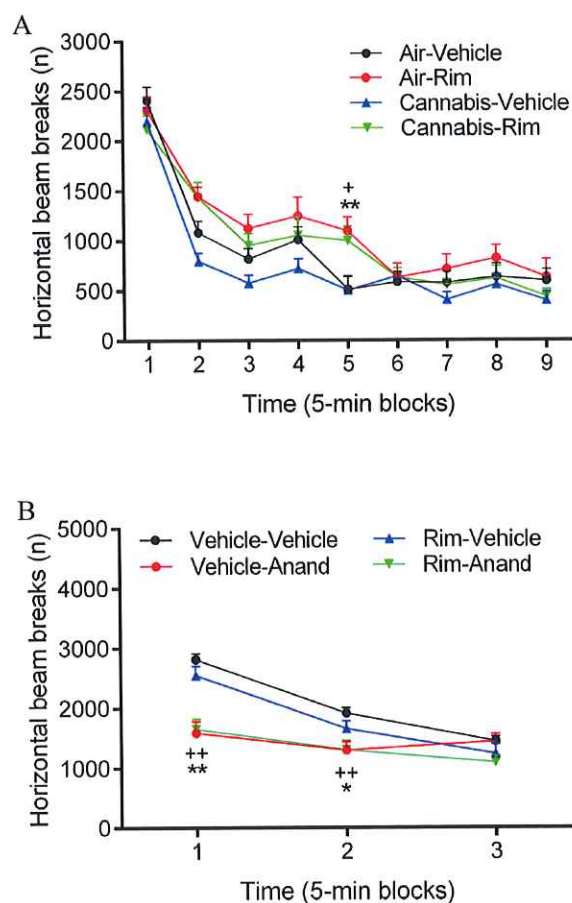 A
3000
2500
2000
1500
1000
500
0
Horizontal beam breaks (n)
Air-Vehicle
Air-Rim
Cannabis-Vehicle
Cannabis-Rim
+
**
1 2 3 4 5 6 7 8 9
Time (5-min blocks)
B
5000
4000
3000
2000
1000
0
Horizontal beam breaks (n)
Vehicle-Vehicle Rim-Vehicle
Vehicle-Anand Rim-Anand
++ ++
** *
1 2 3
Time (5-min blocks)